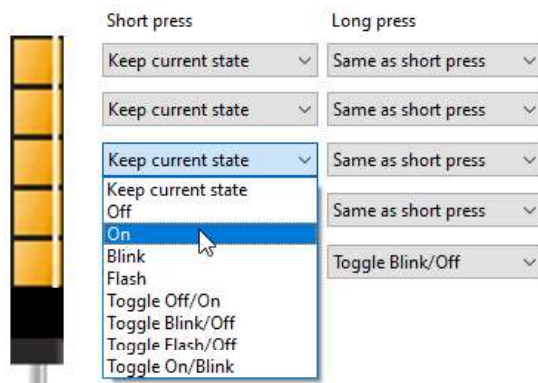 Short press Long press
Keep current state Same as short press
Keep current state Same as short press
Keep current state Same as short press
Keep current state
Off
Same as short press
On
Blink
Toggle Blink/Off
Flash
Toggle Off/On
Toggle Blink/Off
Toggle Flash/Off
Toggle On/Blink